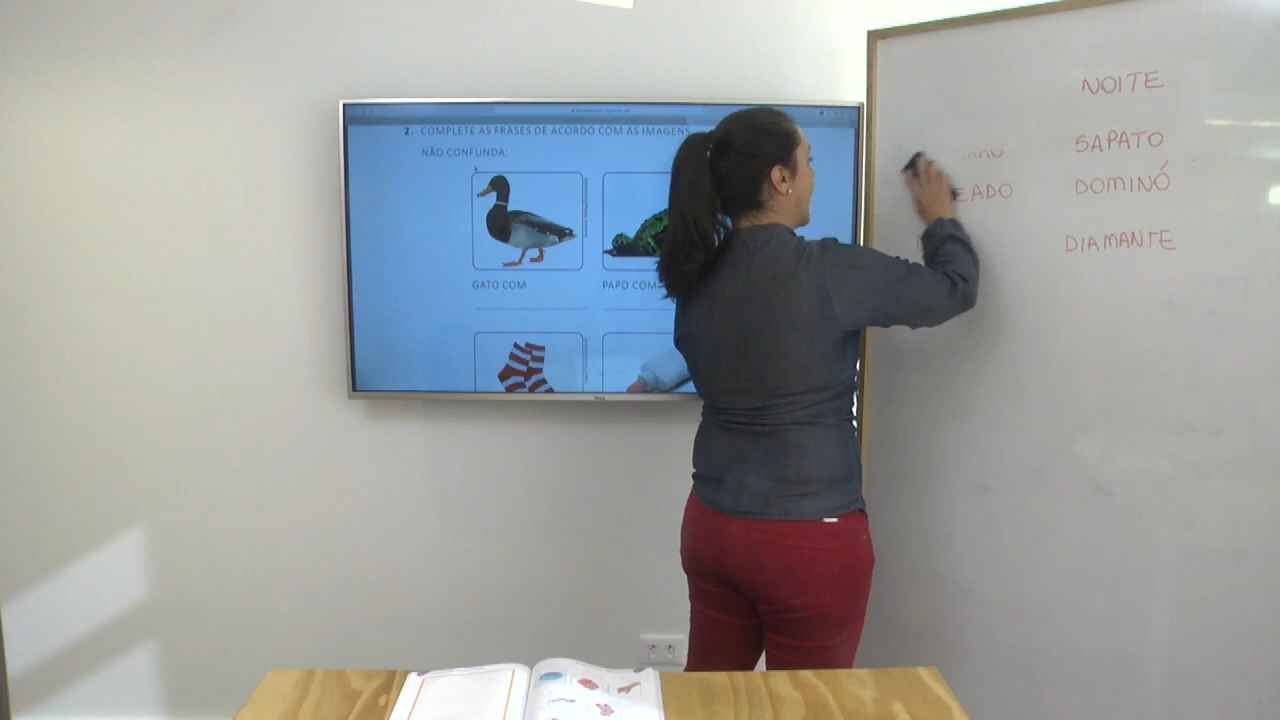 2. COMPLETE AS FRASES DE ACORDO COM AS IMAGENS
NÃO CONFUNDA:
GATO COM
PAPO COM
NOITE
SAPATO
EADO
DOMINÓ
DIAMANTE